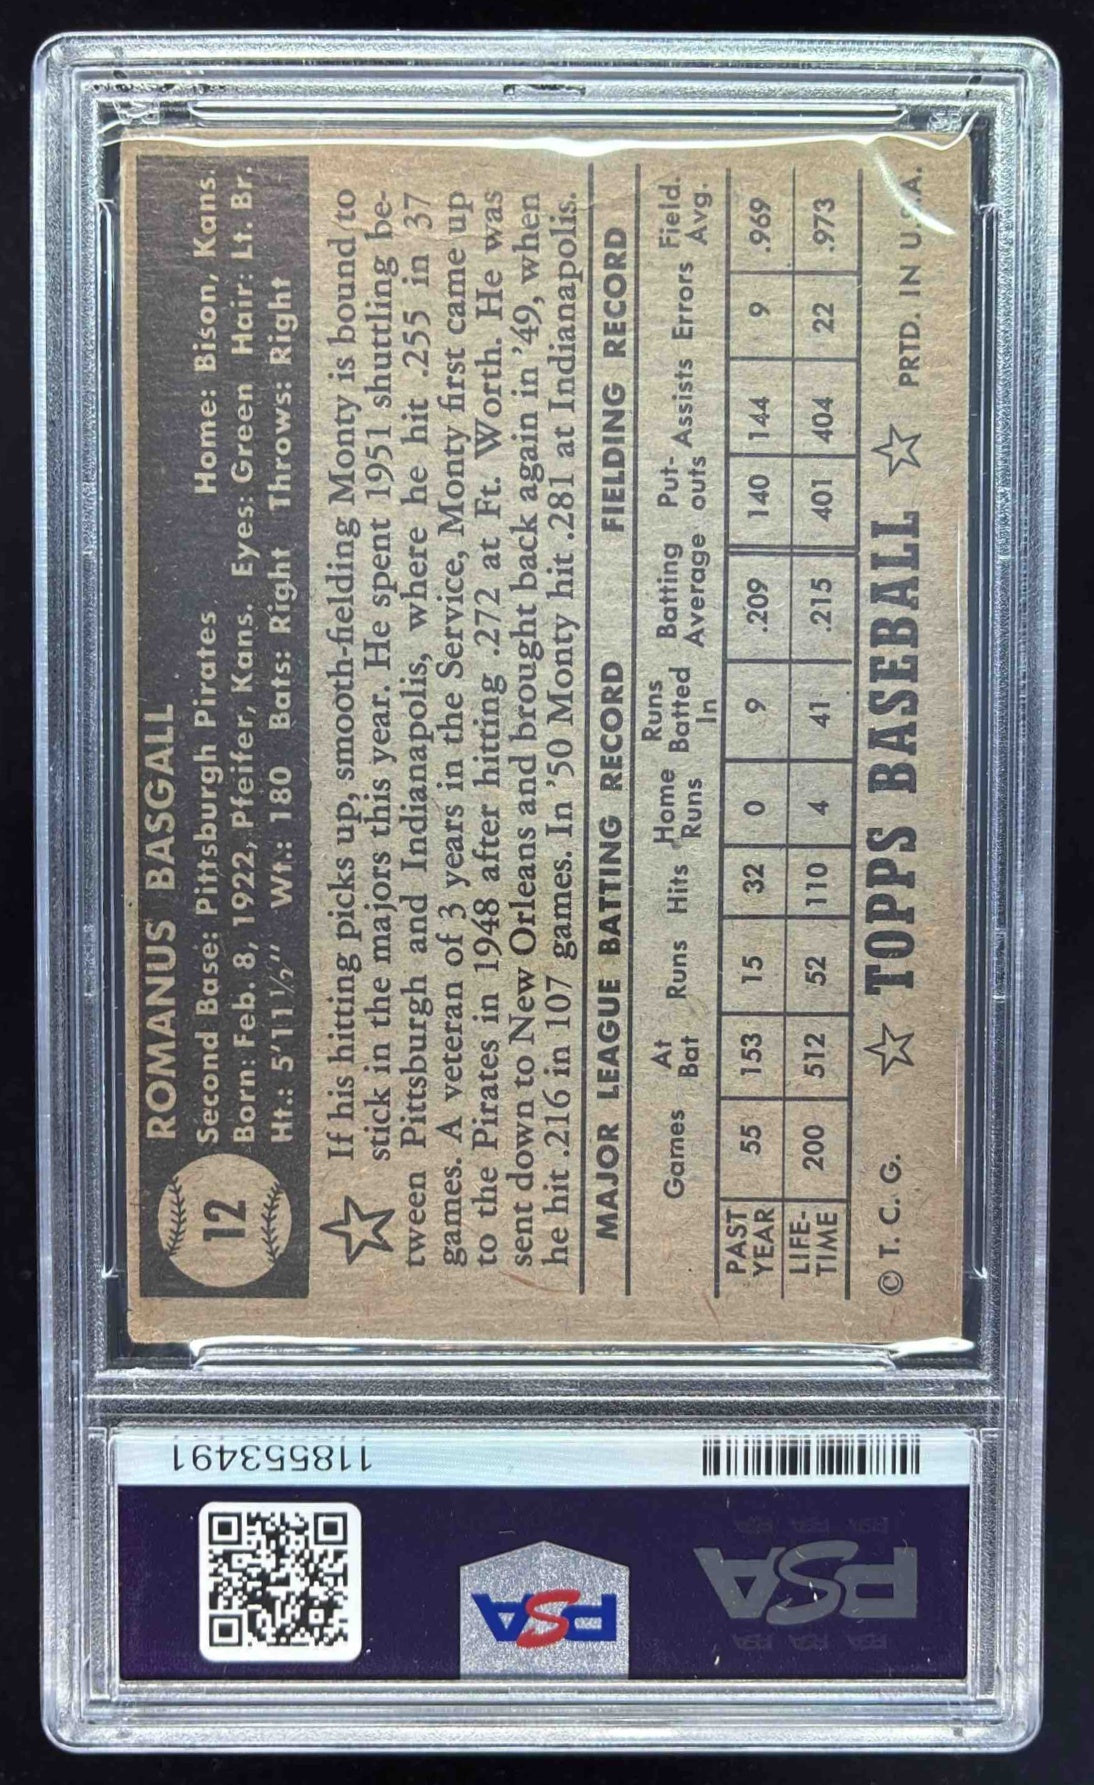 12
ROMANUS BASGALL
Second Base: Pittsburgh Pirates Home: Bison, Kans.
Born: Feb. 8, 1922, Pfeifer, Kans. Eyes: Green Hair: Lt. Br.
Ht.: 5'11½" Wt.: 180 Bats: Right Throws: Right
If his hitting picks up, smooth-fielding Monty is bound to
stick in the majors this year. He spent 1951 shuttling be-
tween Pittsburgh and Indianapolis, where he hit .255 in 37
games. A veteran of 3 years in the Service, Monty first came up
to the Pirates in 1948 after hitting .272 at Ft. Worth. He was
sent down to New Orleans and brought back again in '49, when
he hit .216 in 107 games. In '50 Monty hit .281 at Indianapolis.
MAJOR LEAGUE BATTING RECORD FIELDING RECORD
Games At Bat Runs Hits Home Runs Runs Batted In Batting Average Put-outs Assists Errors Field. Avg.
PAST YEAR 55 153 15 32 0 9 .209 140 144 9 .969
LIFE-TIME 200 512 52 110 4 41 .215 401 404 22 .973
© T. C. G. ☆ TOPPS BASEBALL ☆ PRTD. IN U.S.A.
118553491
PSA
PSA